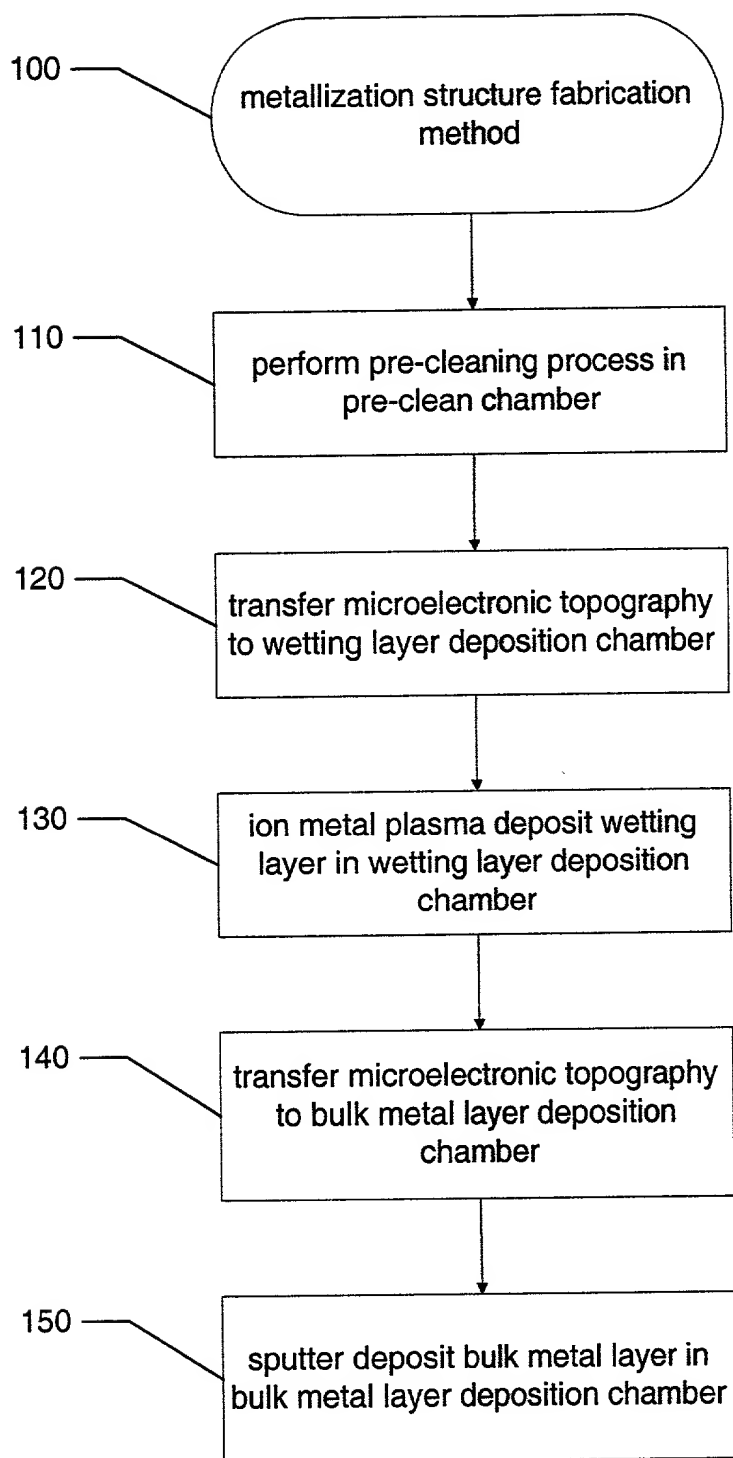 100
metallization structure fabrication
method
110
perform pre-cleaning process in
pre-clean chamber
120
transfer microelectronic topography
to wetting layer deposition chamber
130
ion metal plasma deposit wetting
layer in wetting layer deposition
chamber
140
transfer microelectronic topography
to bulk metal layer deposition
chamber
150
sputter deposit bulk metal layer in
bulk metal layer deposition chamber